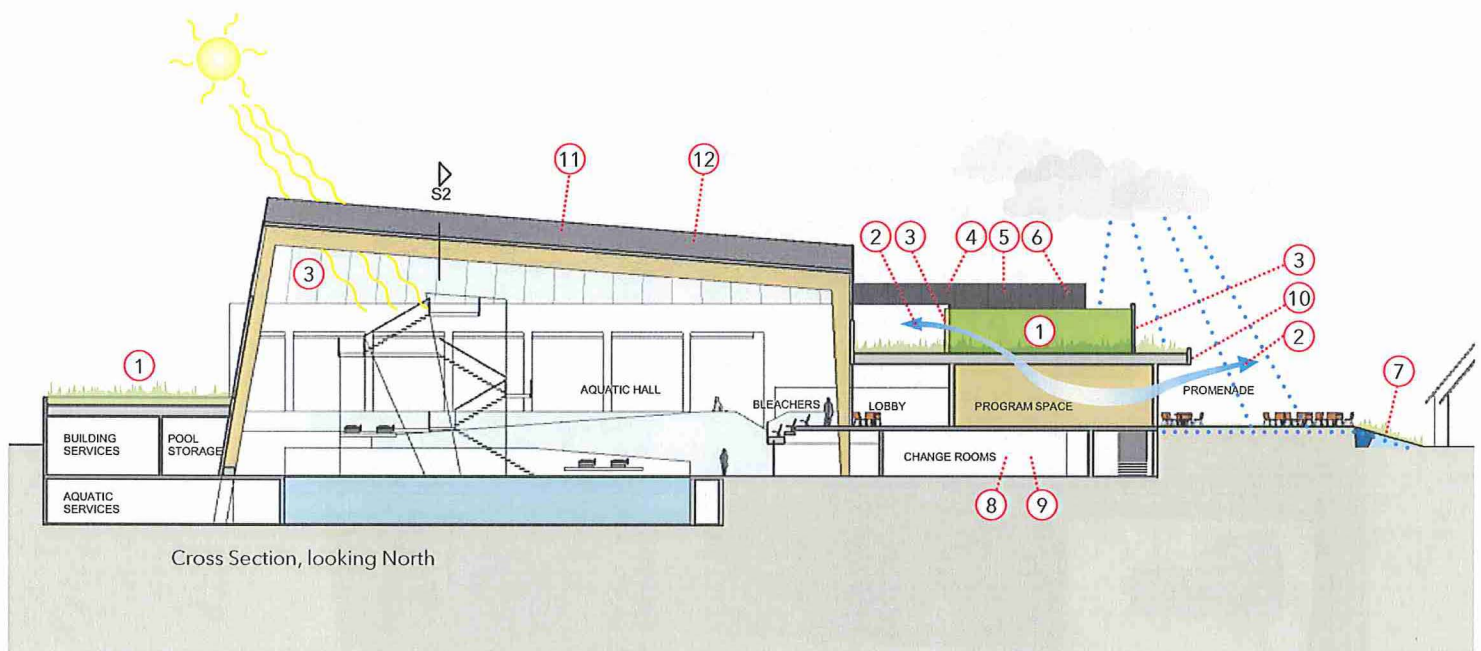 11
12
S2
2
3
4
5
6
3
3
10
1
1
2
7
AQUATIC HALL
BLEACHERS
LOBBY
PROGRAM SPACE
PROMENADE
BUILDING
SERVICES
POOL
STORAGE
CHANGE ROOMS
8
9
AQUATIC
SERVICES
Cross Section, looking North